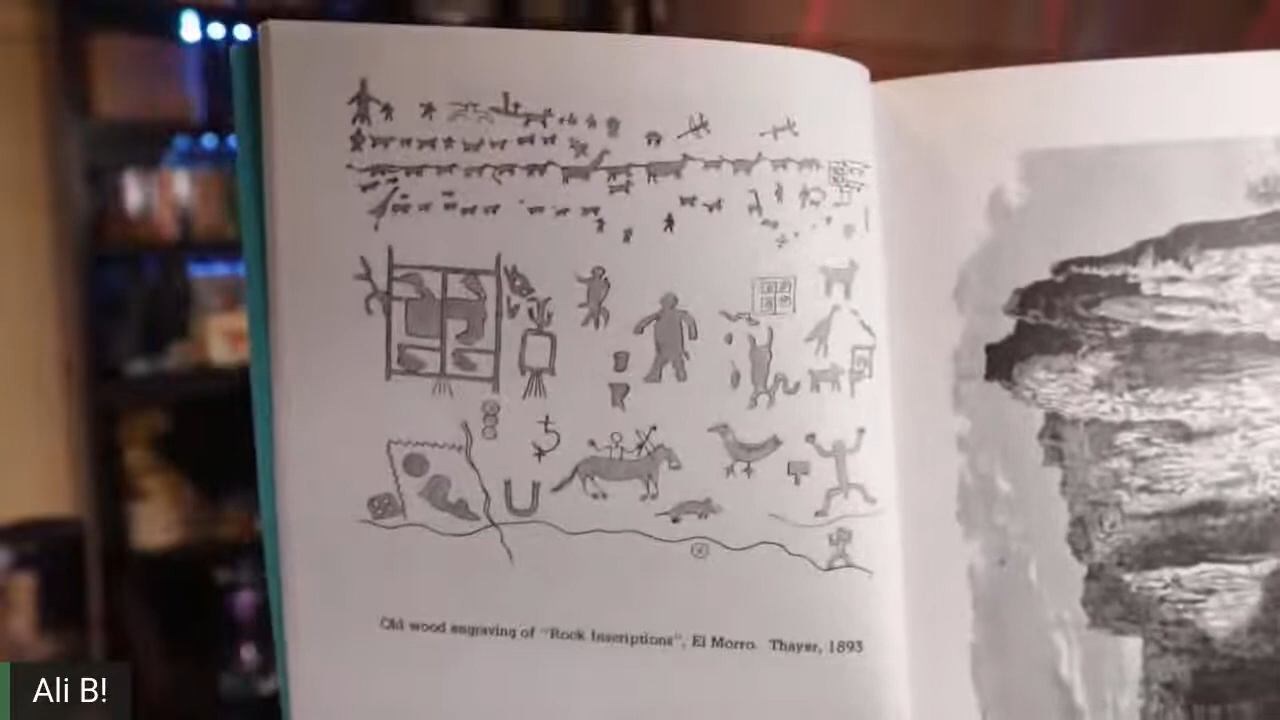 Old wood engraving of "Rock Inscriptions", El Morro. Thayer, 1893
Ali B!